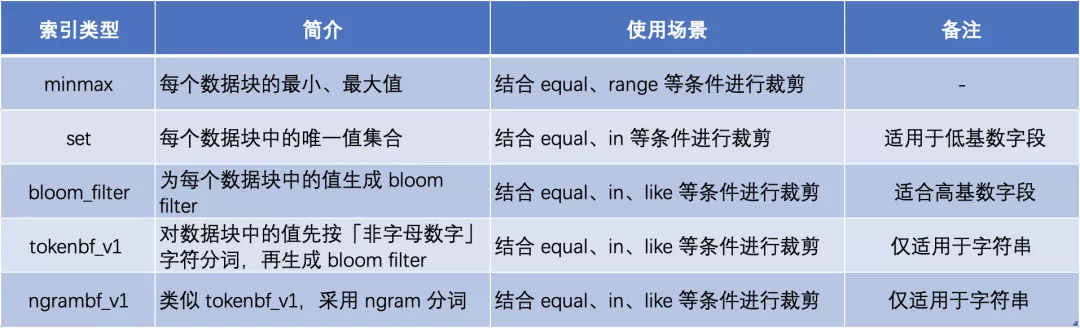 索引类型 简介 使用场景 备注
minmax 每个数据块的最小、最大值 结合 equal、range 等条件进行裁剪 -
set 每个数据块中的唯一值集合 结合 equal、in 等条件进行裁剪 适用于低基数字段
bloom_filter 为每个数据块中的值生成 bloom
filter 结合 equal、in、like 等条件进行裁剪 适合高基数字段
tokenbf_v1 对数据块中的值先按「非字母数字」
字符分词，再生成 bloom filter 结合 equal、in、like 等条件进行裁剪 仅适用于字符串
ngrambf_v1 类似 tokenbf_v1，采用 ngram 分词 结合 equal、in、like 等条件进行裁剪 仅适用于字符串